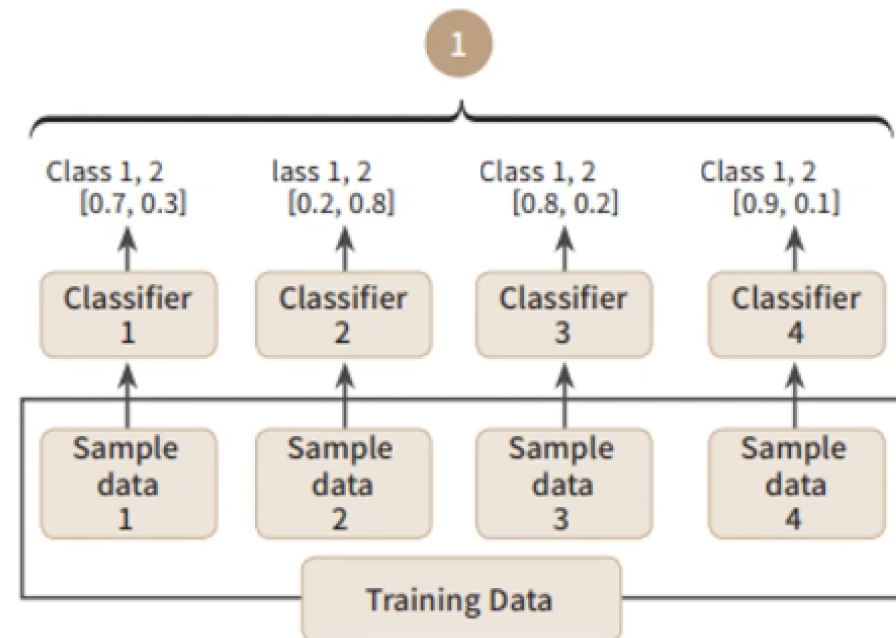 1
Class 1, 2
[0.7, 0.3]
lass 1, 2
[0.2, 0.8]
Class 1, 2
[0.8, 0.2]
Class 1, 2
[0.9, 0.1]
Classifier
1
Classifier
2
Classifier
3
Classifier
4
Sample
data
1
Sample
data
2
Sample
data
3
Sample
data
4
Training Data